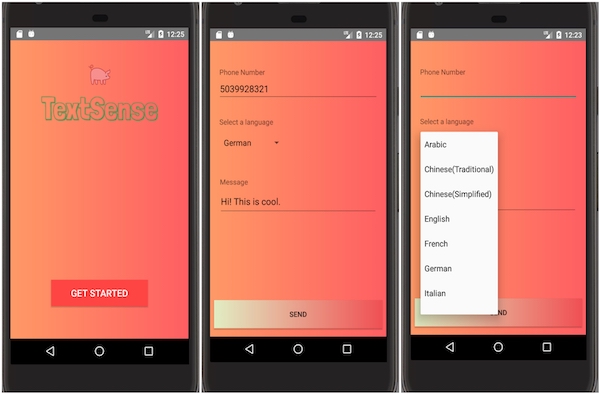 12:25
TextSense
GET STARTED
12:25
Phone Number
5039928321
Select a language
German
Message
Hi! This is cool.
SEND
12:23
Phone Number
Select a language
Arabic
Chinese(Traditional)
Chinese(Simplified)
English
French
German
Italian